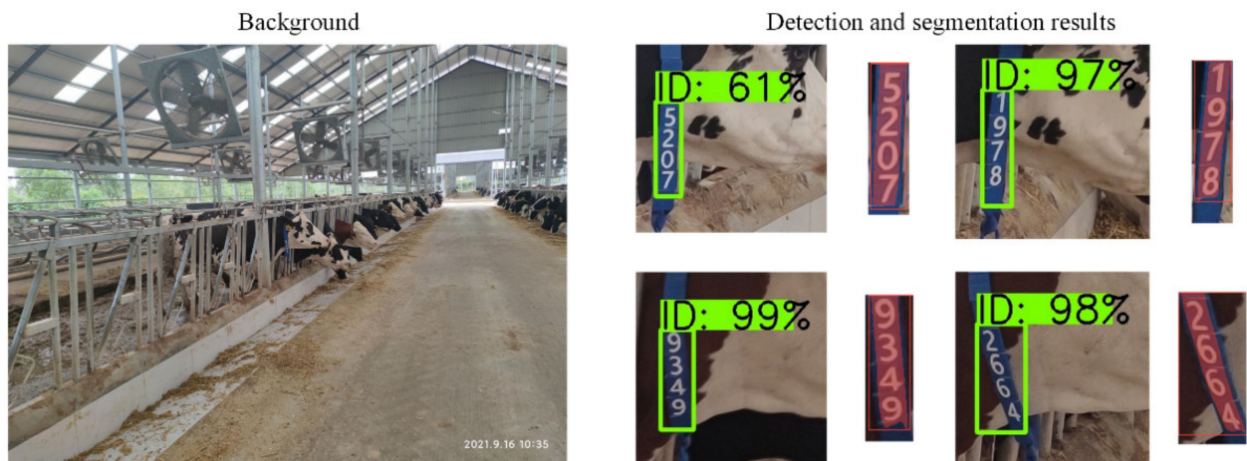 Background
Detection and segmentation results
2021.9.16 10:35
ID: 61%
5207
5207
ID: 97%
1978
1978
ID: 99%
9349
9349
ID: 98%
2664
2664